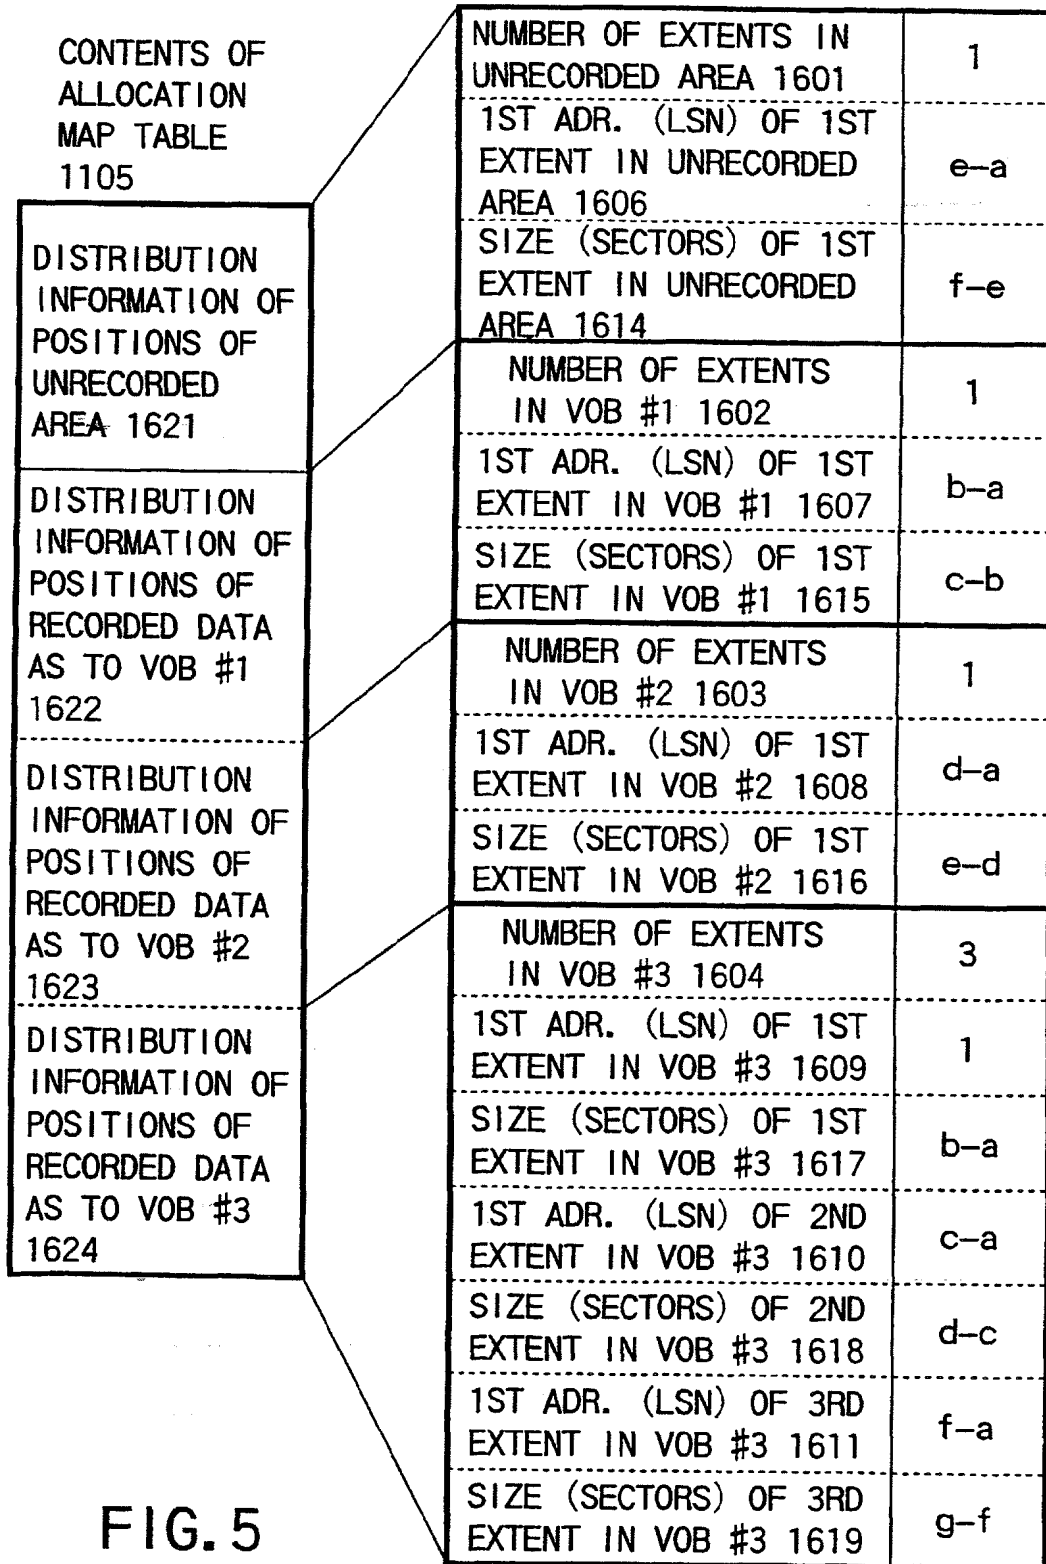 CONTENTS OF
ALLOCATION
MAP TABLE
1105
DISTRIBUTION
INFORMATION OF
POSITIONS OF
UNRECORDED
AREA 1621
DISTRIBUTION
INFORMATION OF
POSITIONS OF
RECORDED DATA
AS TO VOB #1
1622
DISTRIBUTION
INFORMATION OF
POSITIONS OF
RECORDED DATA
AS TO VOB #2
1623
DISTRIBUTION
INFORMATION OF
POSITIONS OF
RECORDED DATA
AS TO VOB #3
1624
NUMBER OF EXTENTS IN
UNRECORDED AREA 1601
1
1ST ADR. (LSN) OF 1ST
EXTENT IN UNRECORDED
AREA 1606
e-a
SIZE (SECTORS) OF 1ST
EXTENT IN UNRECORDED
AREA 1614
f-e
NUMBER OF EXTENTS
IN VOB #1 1602
1
1ST ADR. (LSN) OF 1ST
EXTENT IN VOB #1 1607
b-a
SIZE (SECTORS) OF 1ST
EXTENT IN VOB #1 1615
c-b
NUMBER OF EXTENTS
IN VOB #2 1603
1
1ST ADR. (LSN) OF 1ST
EXTENT IN VOB #2 1608
d-a
SIZE (SECTORS) OF 1ST
EXTENT IN VOB #2 1616
e-d
NUMBER OF EXTENTS
IN VOB #3 1604
3
1ST ADR. (LSN) OF 1ST
EXTENT IN VOB #3 1609
1
SIZE (SECTORS) OF 1ST
EXTENT IN VOB #3 1617
b-a
1ST ADR. (LSN) OF 2ND
EXTENT IN VOB #3 1610
c-a
SIZE (SECTORS) OF 2ND
EXTENT IN VOB #3 1618
d-c
1ST ADR. (LSN) OF 3RD
EXTENT IN VOB #3 1611
f-a
SIZE (SECTORS) OF 3RD
EXTENT IN VOB #3 1619
g-f
FIG. 5